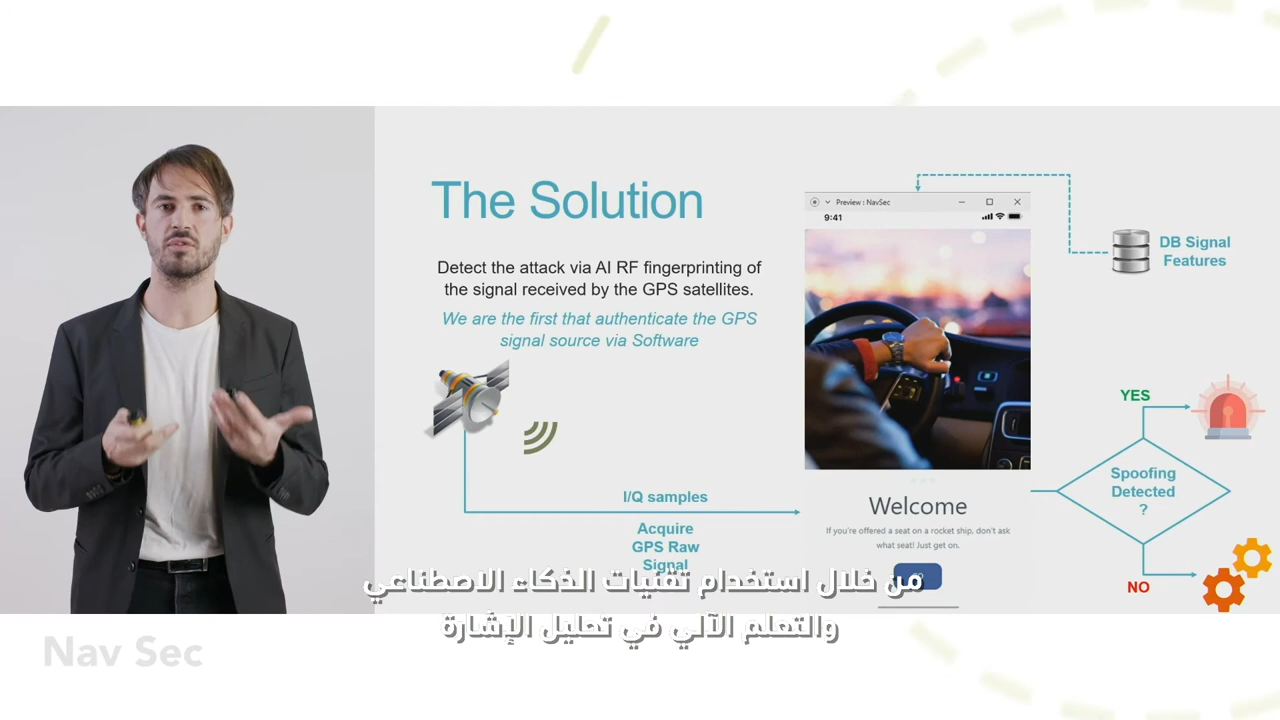 The Solution
Detect the attack via AI RF fingerprinting of
the signal received by the GPS satellites.
We are the first that authenticate the GPS
signal source via Software
I/Q samples
Acquire
GPS Raw
Signal
Preview : NavSec
9:41
Welcome
If you're offered a seat on a rocket ship, don't ask
what seat! Just get on.
DB Signal
Features
YES
Spoofing
Detected
?
NO
من خلال استخدام تقنيات الذكاء الاصطناعي
والتعلم الآلي في تحليل الإشارة
Nav Sec